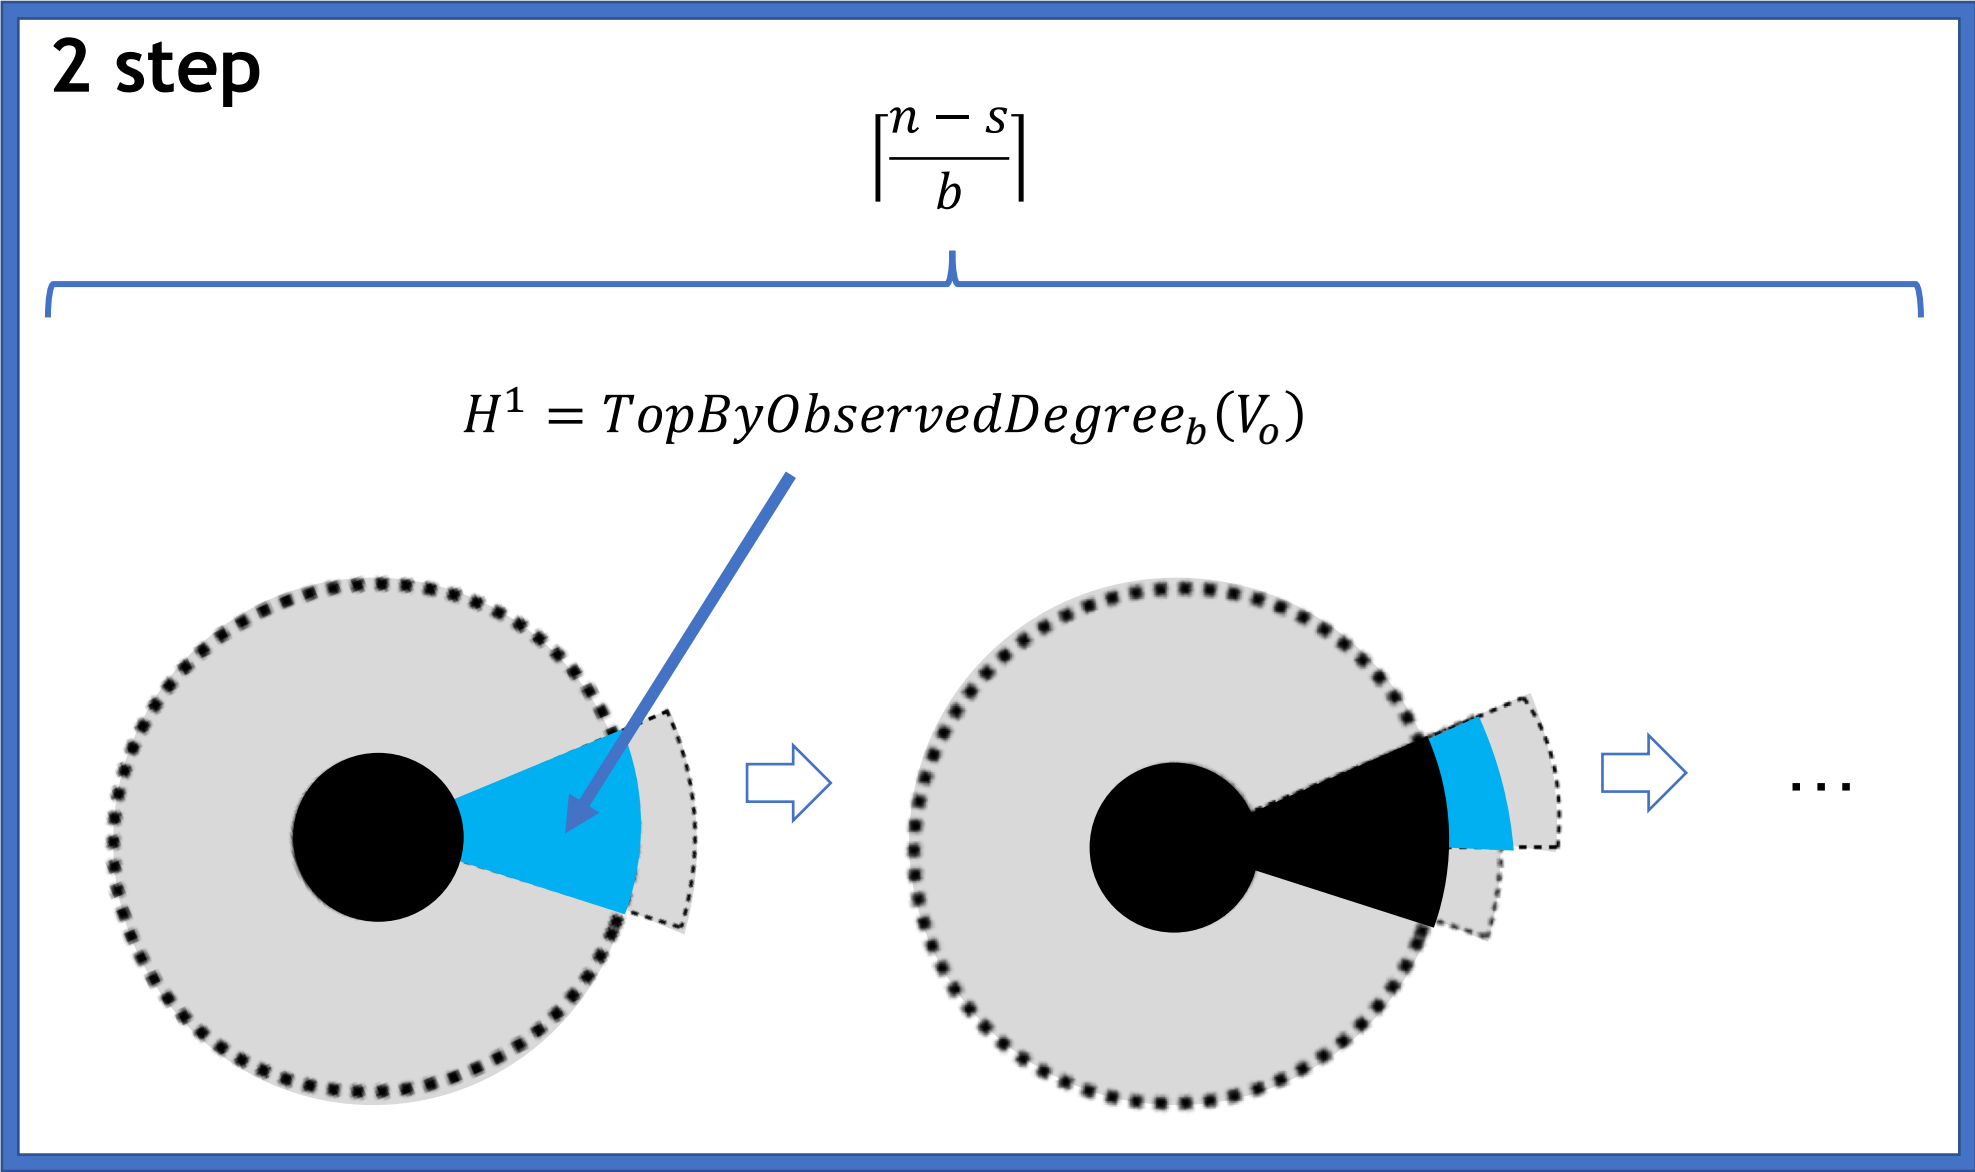 2 step
⌈(n − s)/b⌉
H¹ = TopByObservedDegree_b(V_o)
...